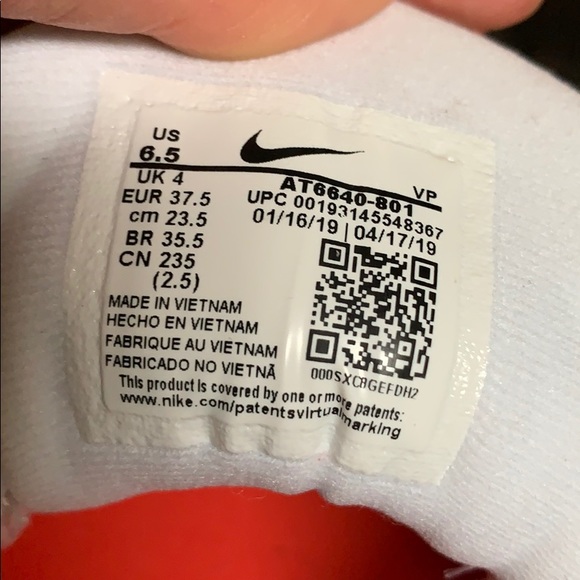 US
6.5
UK 4
EUR 37.5
cm 23.5
BR 35.5
CN 235
(2.5)
VP
AT6640-801
UPC 00193145548367
01/16/19 | 04/17/19
000SXCRGEFDH2
MADE IN VIETNAM
HECHO EN VIETNAM
FABRIQUE AU VIETNAM
FABRICADO NO VIETNÃ
This product is covered by one or more patents:
www.nike.com/patentsvirtualmarking